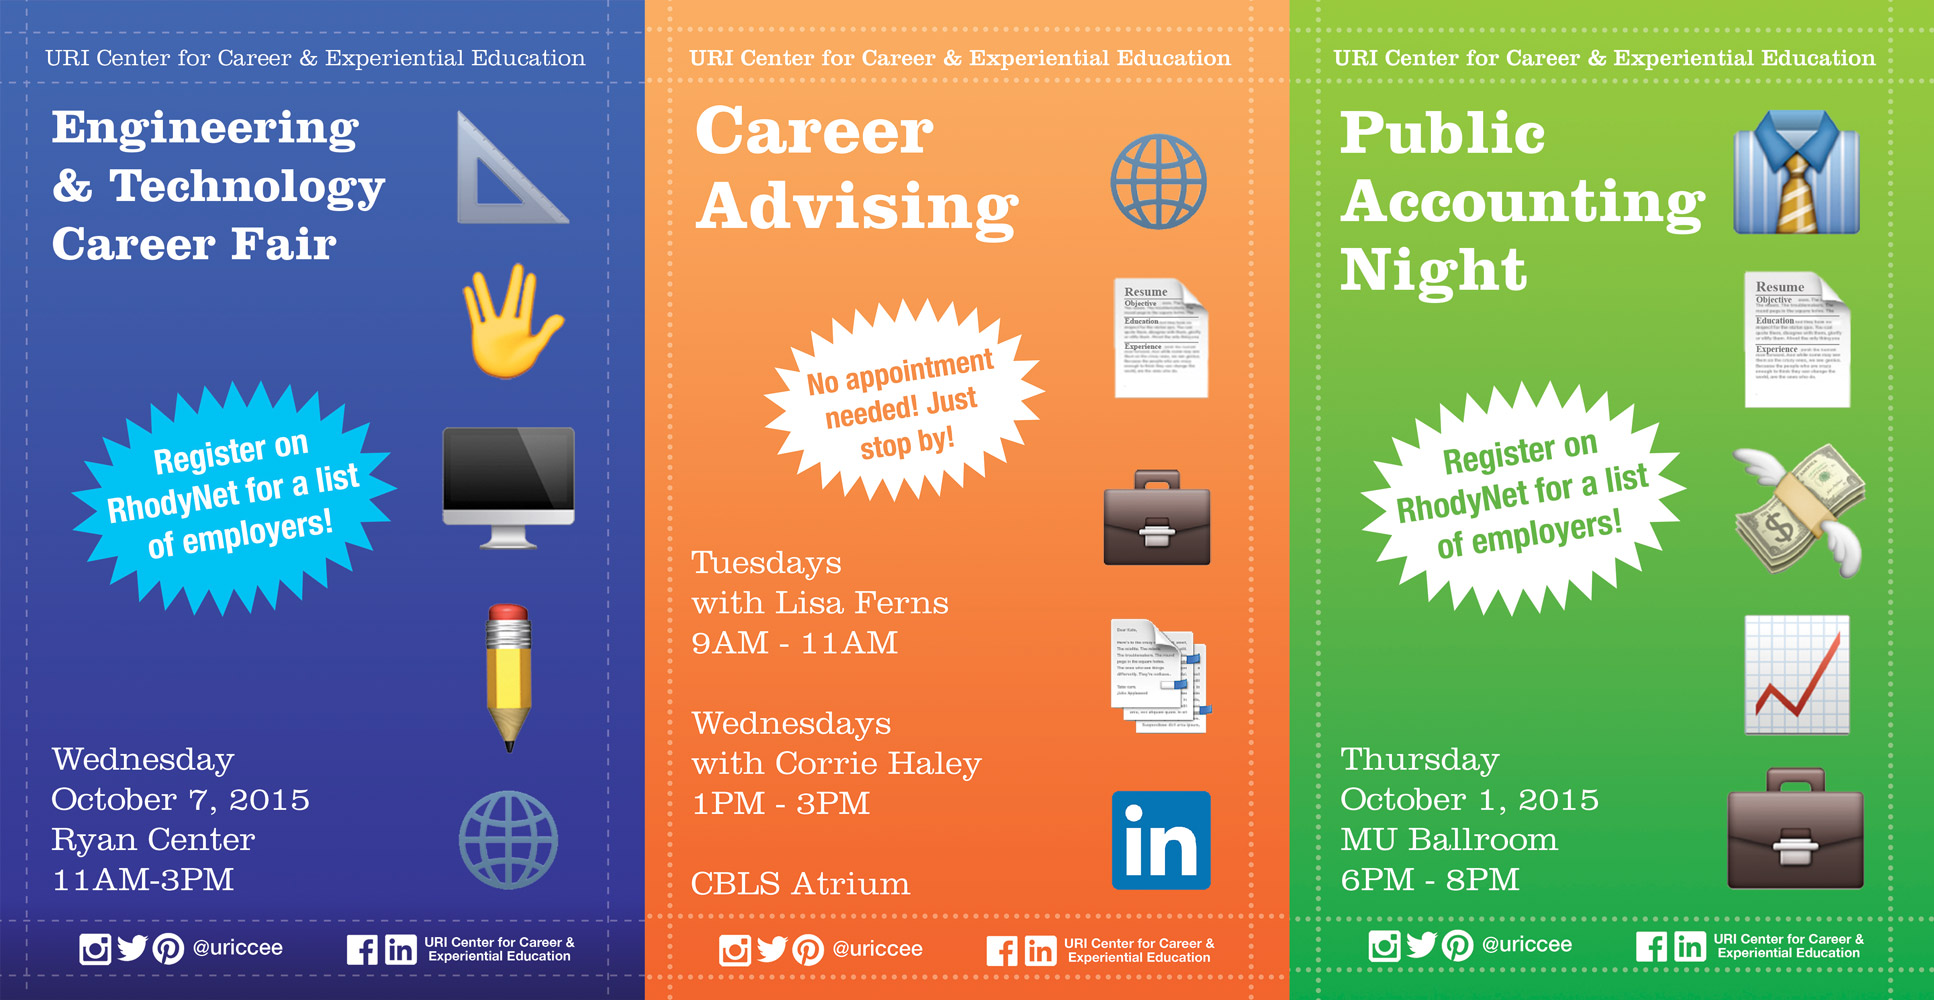 URI Center for Career & Experiential Education
Engineering
& Technology
Career Fair
Register on
RhodyNet for a list
of employers!
Wednesday
October 7, 2015
Ryan Center
11AM-3PM
@uriccee
in
URI Center for Career &
Experiential Education
URI Center for Career & Experiential Education
Career
Advising
No appointment
needed! Just
stop by!
Resume
Objective
Education
Experience
Tuesdays
with Lisa Ferns
9AM - 11AM
Wednesdays
with Corrie Haley
1PM - 3PM
CBLS Atrium
in
@uriccee
in
URI Center for Career &
Experiential Education
URI Center for Career & Experiential Education
Public
Accounting
Night
Resume
Objective
Education
Experience
Register on
RhodyNet for a list
of employers!
Thursday
October 1, 2015
MU Ballroom
6PM - 8PM
@uriccee
in
URI Center for Career &
Experiential Education